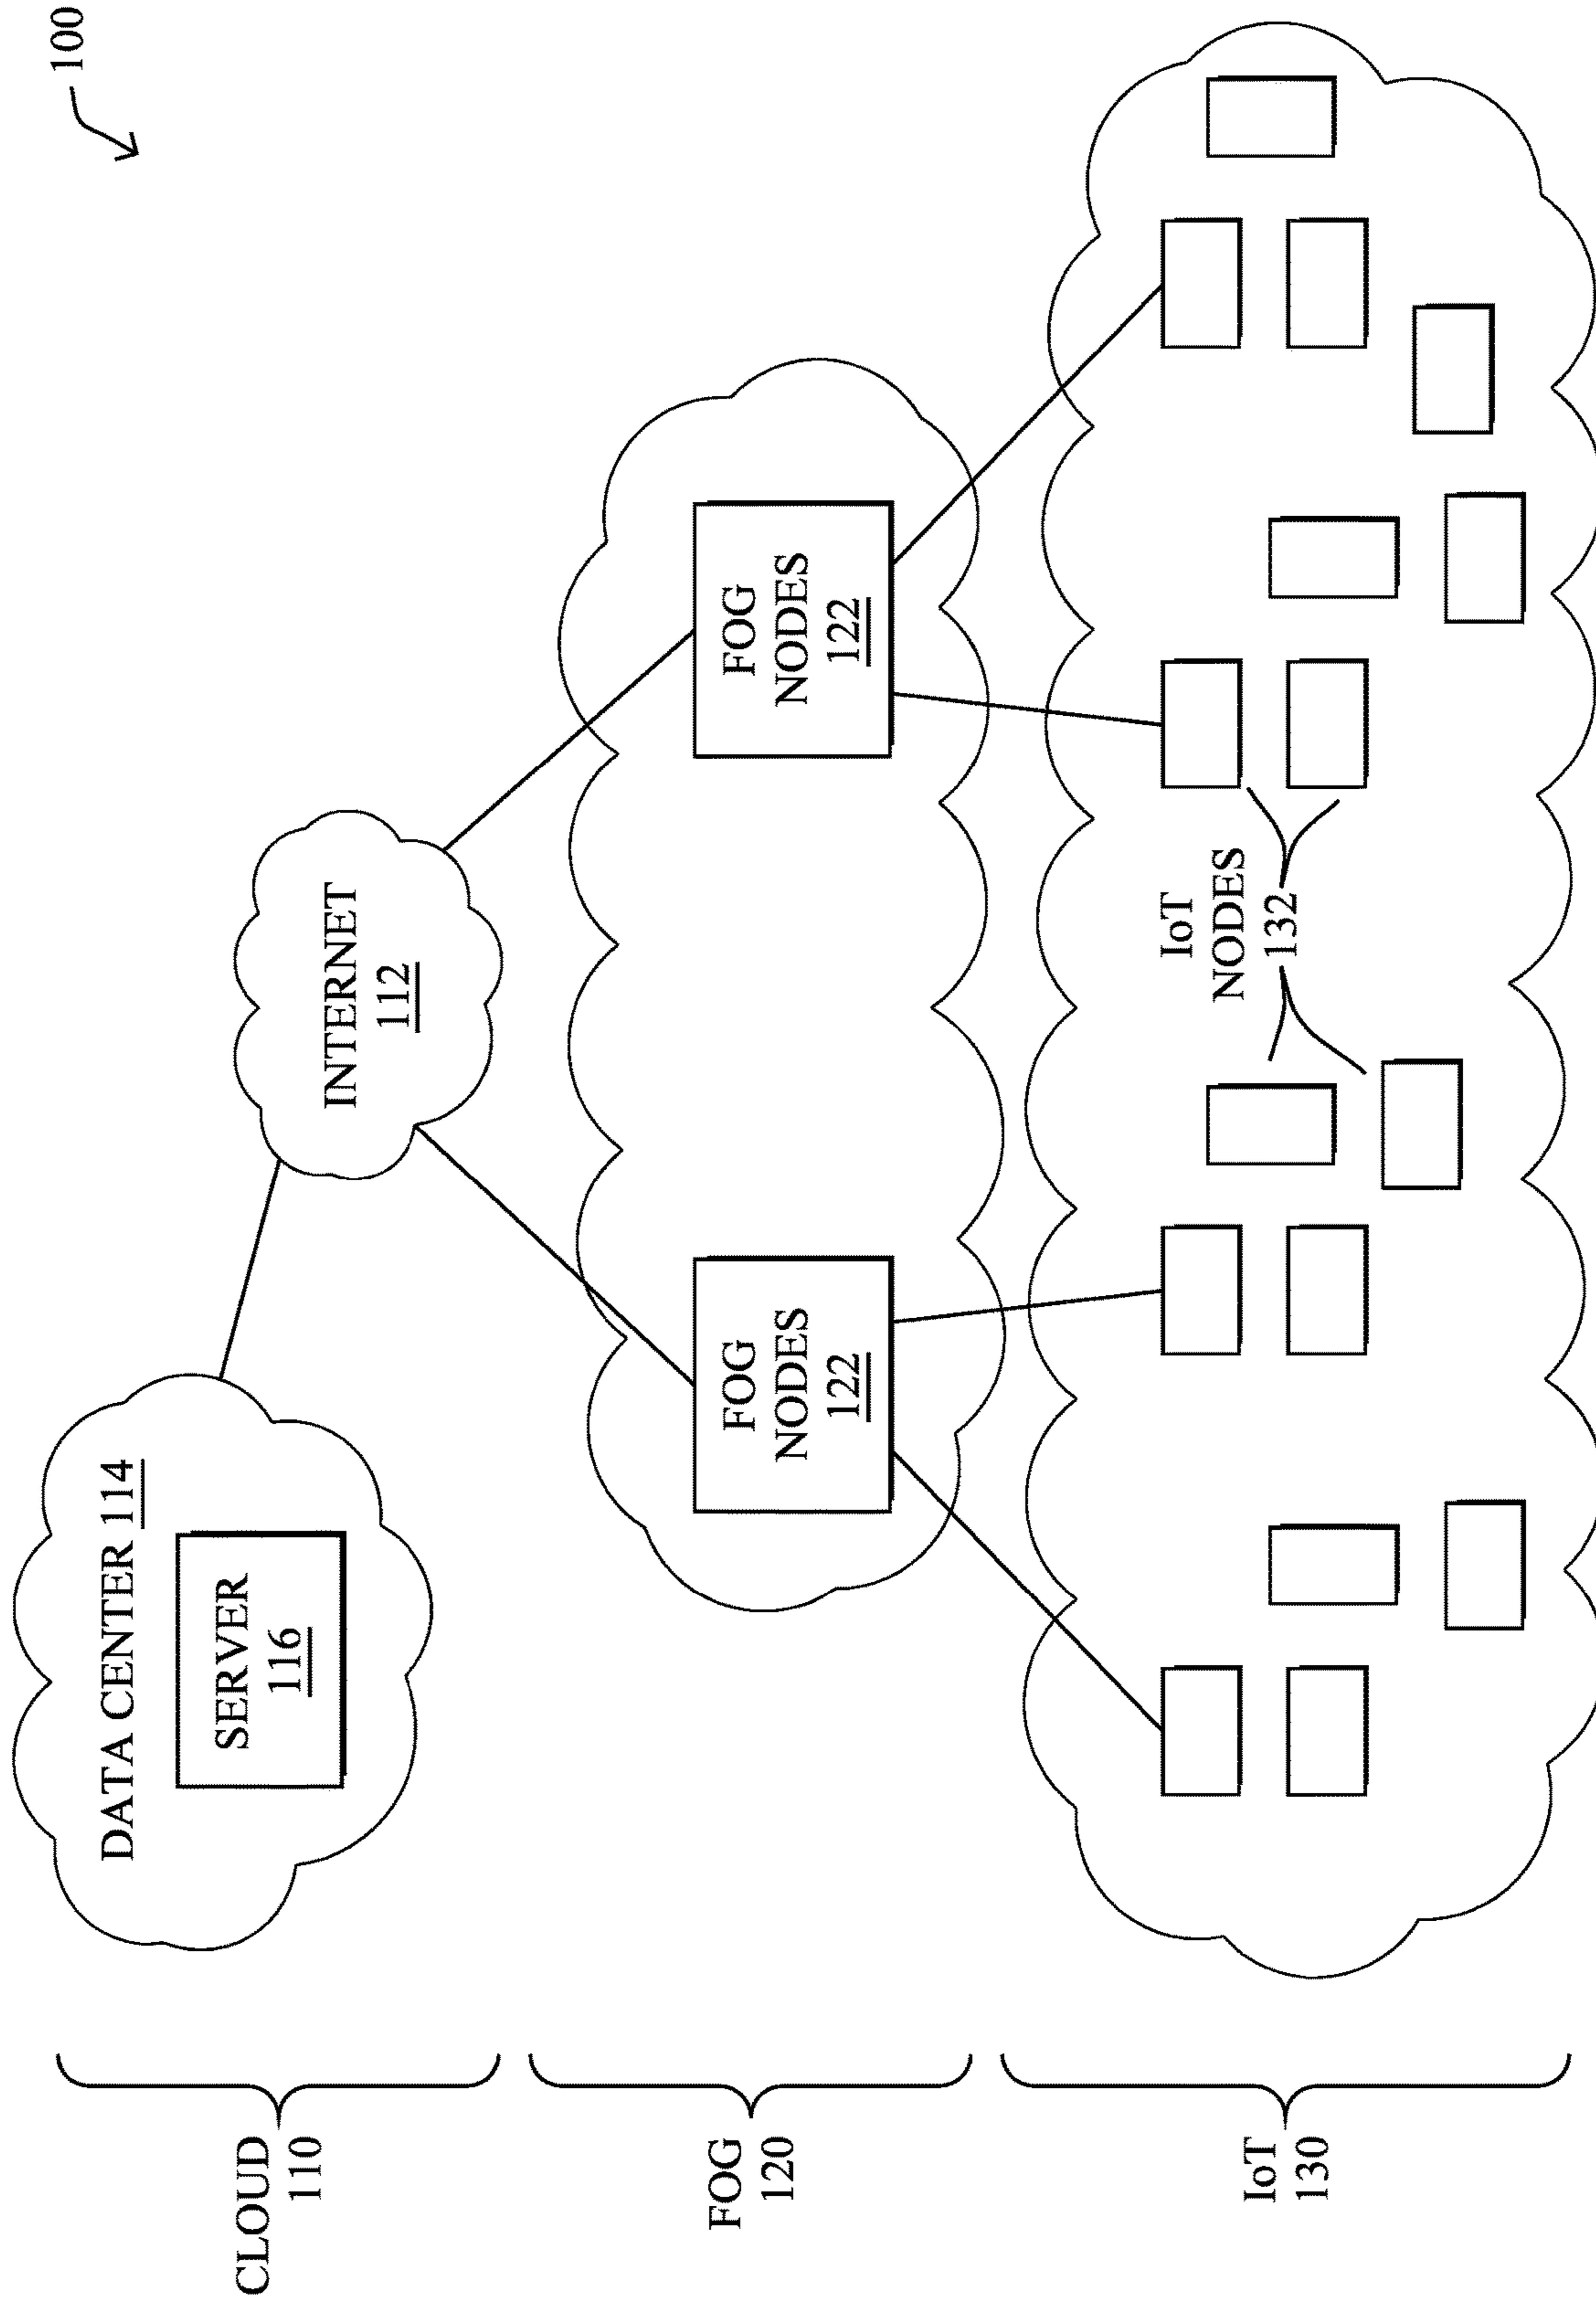 100
CLOUD
110
DATA CENTER 114
SERVER
116
INTERNET
112
FOG
120
FOG
NODES
122
FOG
NODES
122
IoT
130
IoT
NODES
132